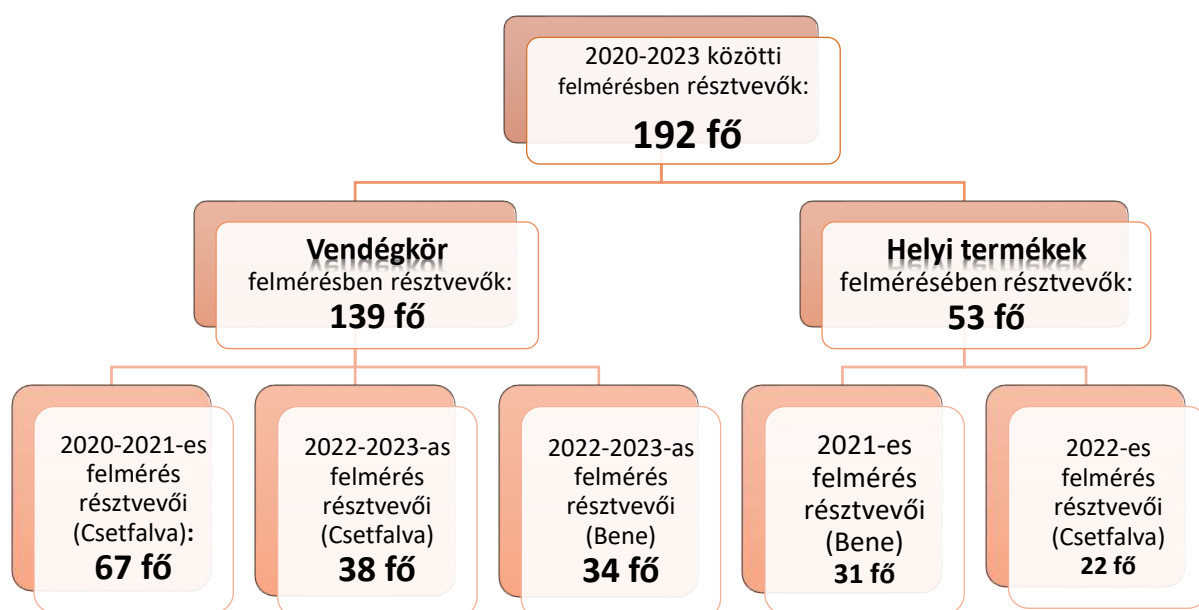 2020-2023 közötti
felmérésben résztvevők:
192 fő
Vendégkör
felmérésben résztvevők:
139 fő
Helyi termékek
felmérésében résztvevők:
53 fő
2020-2021-es
felmérés
résztvevői
(Csetfalva):
67 fő
2022-2023-as
felmérés
résztvevői
(Csetfalva)
38 fő
2022-2023-as
felmérés
résztvevői
(Bene)
34 fő
2021-es
felmérés
résztvevői
(Bene)
31 fő
2022-es
felmérés
résztvevői
(Csetfalva)
22 fő